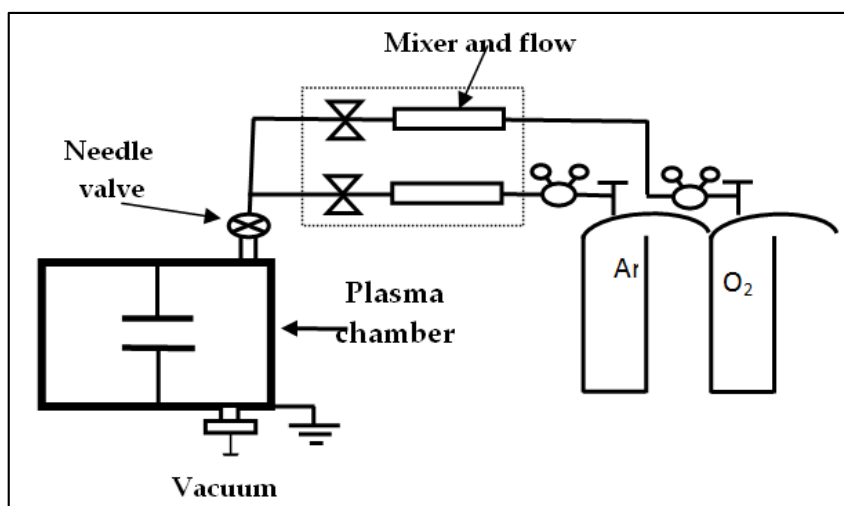 Mixer and flow
Needle
valve
Ar
O₂
Plasma
chamber
Vacuum